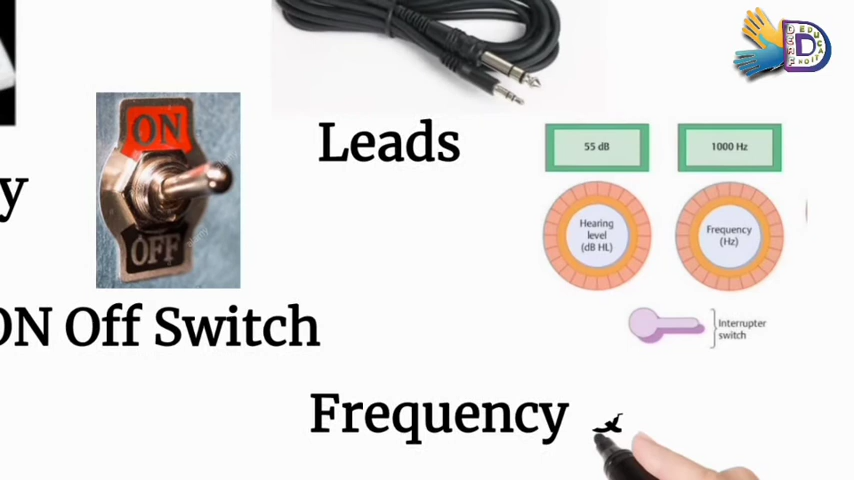 ON
OFF
Leads
55 dB
1000 Hz
Hearing
level
(dB HL)
Frequency
(Hz)
Interrupter
switch
y
ON Off Switch
Frequency
D
EDUCATION